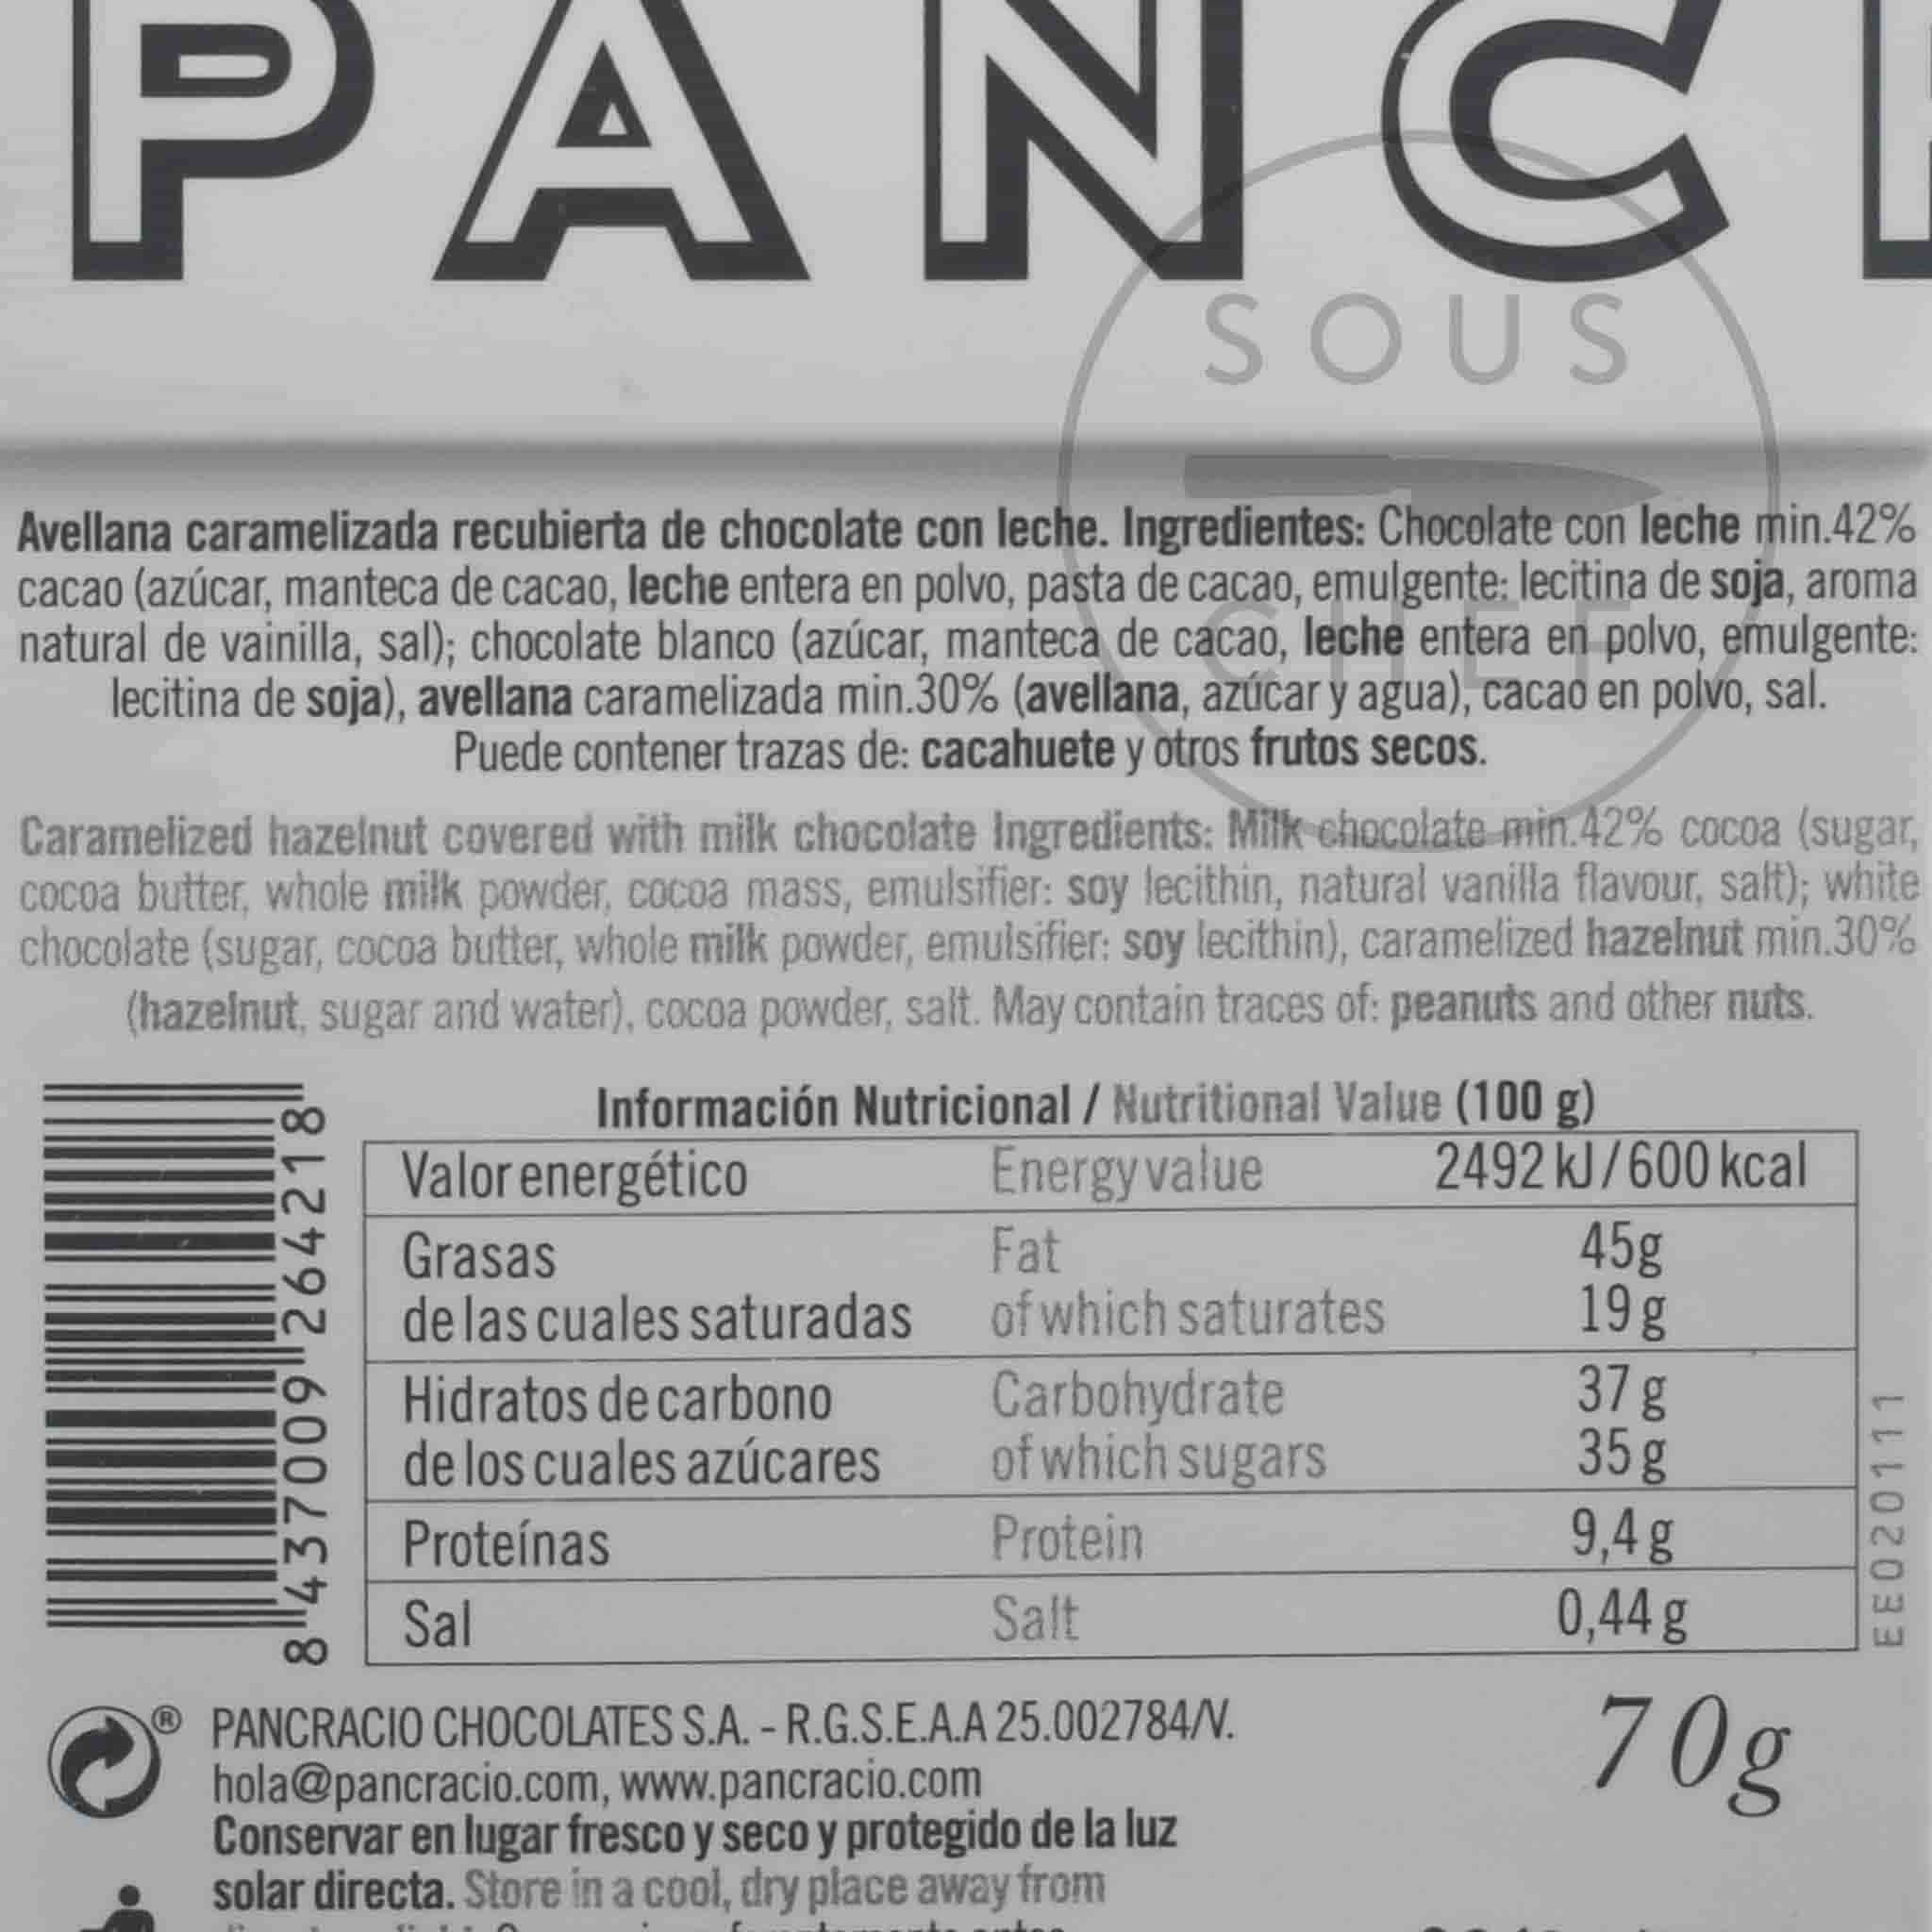 PANC
SOUS
CHEF
Avellana caramelizada recubierta de chocolate con leche. Ingredientes: Chocolate con leche min.42%
cacao (azúcar, manteca de cacao, leche entera en polvo, pasta de cacao, emulgente: lecitina de soja, aroma
natural de vainilla, sal); chocolate blanco (azúcar, manteca de cacao, leche entera en polvo, emulgente:
lecitina de soja), avellana caramelizada min.30% (avellana, azúcar y agua), cacao en polvo, sal.
Puede contener trazas de: cacahuete y otros frutos secos.
Caramelized hazelnut covered with milk chocolate Ingredients: Milk chocolate min.42% cocoa (sugar,
cocoa butter, whole milk powder, cocoa mass, emulsifier: soy lecithin, natural vanilla flavour, salt); white
chocolate (sugar, cocoa butter, whole milk powder, emulsifier: soy lecithin), caramelized hazelnut min.30%
(hazelnut, sugar and water), cocoa powder, salt. May contain traces of: peanuts and other nuts.
8 437009 264218
Información Nutricional / Nutritional Value (100 g)
Valor energético Energy value 2492 kJ / 600 kcal
Grasas Fat 45g
de las cuales saturadas of which saturates 19 g
Hidratos de carbono Carbohydrate 37 g
de los cuales azúcares of which sugars 35 g
Proteínas Protein 9,4 g
Sal Salt 0,44 g
EE020111
® PANCRACIO CHOCOLATES S.A. - R.G.S.E.A.A 25.002784/V.
hola@pancracio.com, www.pancracio.com
70g
Conservar en lugar fresco y seco y protegido de la luz
solar directa. Store in a cool, dry place away from